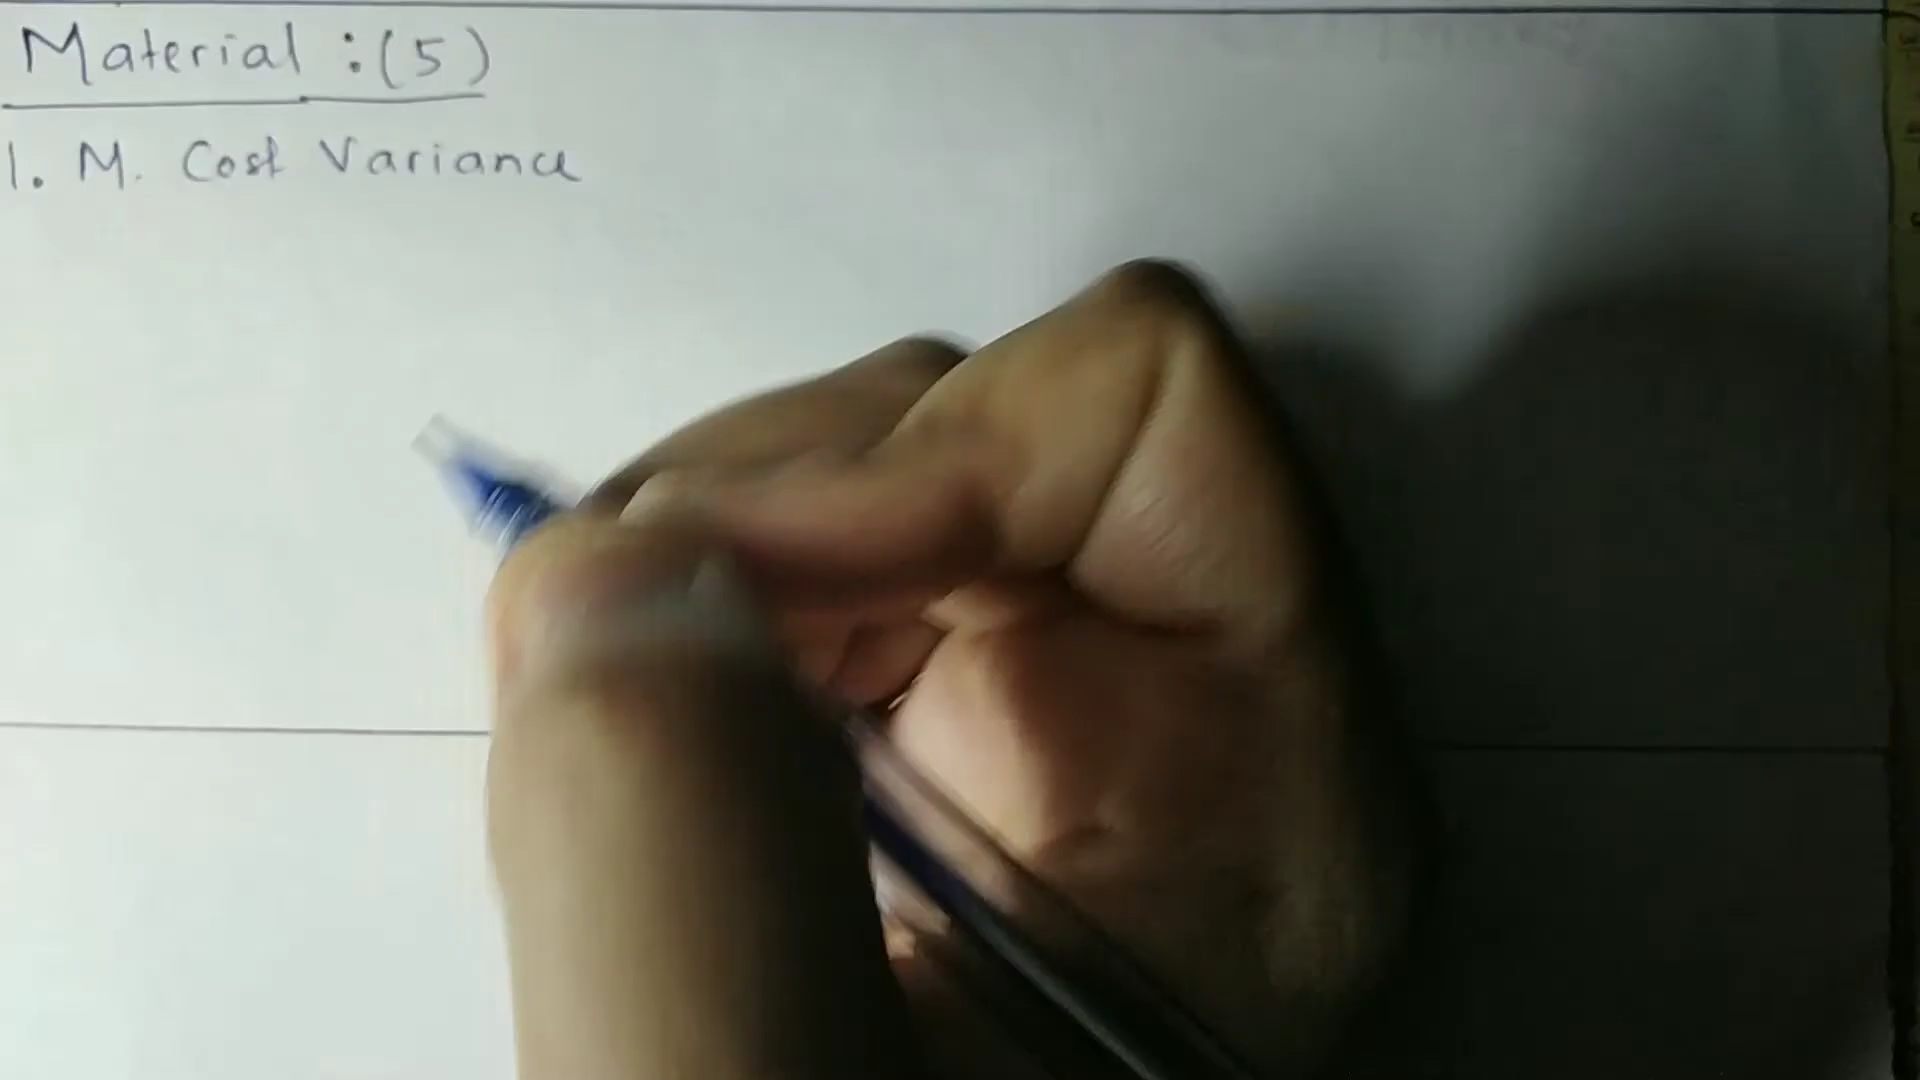 Material : (5)
1. M. Cost Variance